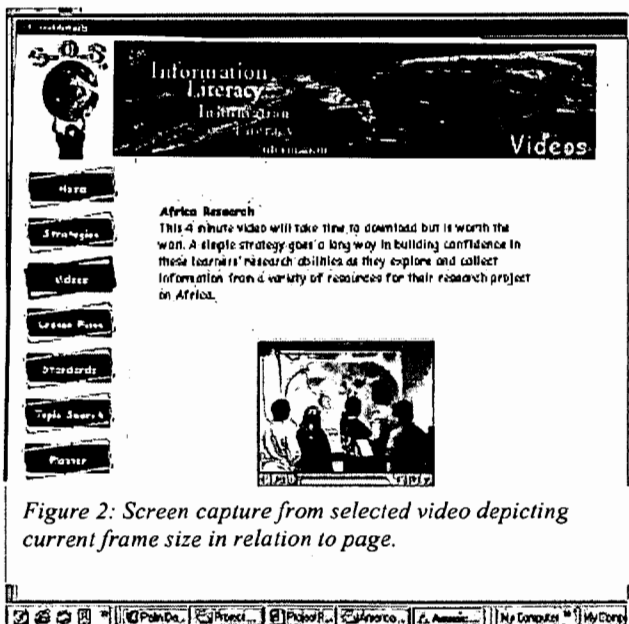 S.O.S.
Information
Literacy
Information
Literacy
Information
Videos
Home
Strategies
Videos
Lesson Plans
Standards
Topic Search
Planner
Africa Research
This 4 minute video will take time to download but is worth the
wait. A simple strategy goes a long way in building confidence in
these learners' research abilities as they explore and collect
information from a variety of resources for their research project
on Africa.
Figure 2: Screen capture from selected video depicting
current frame size in relation to page.
My Computer